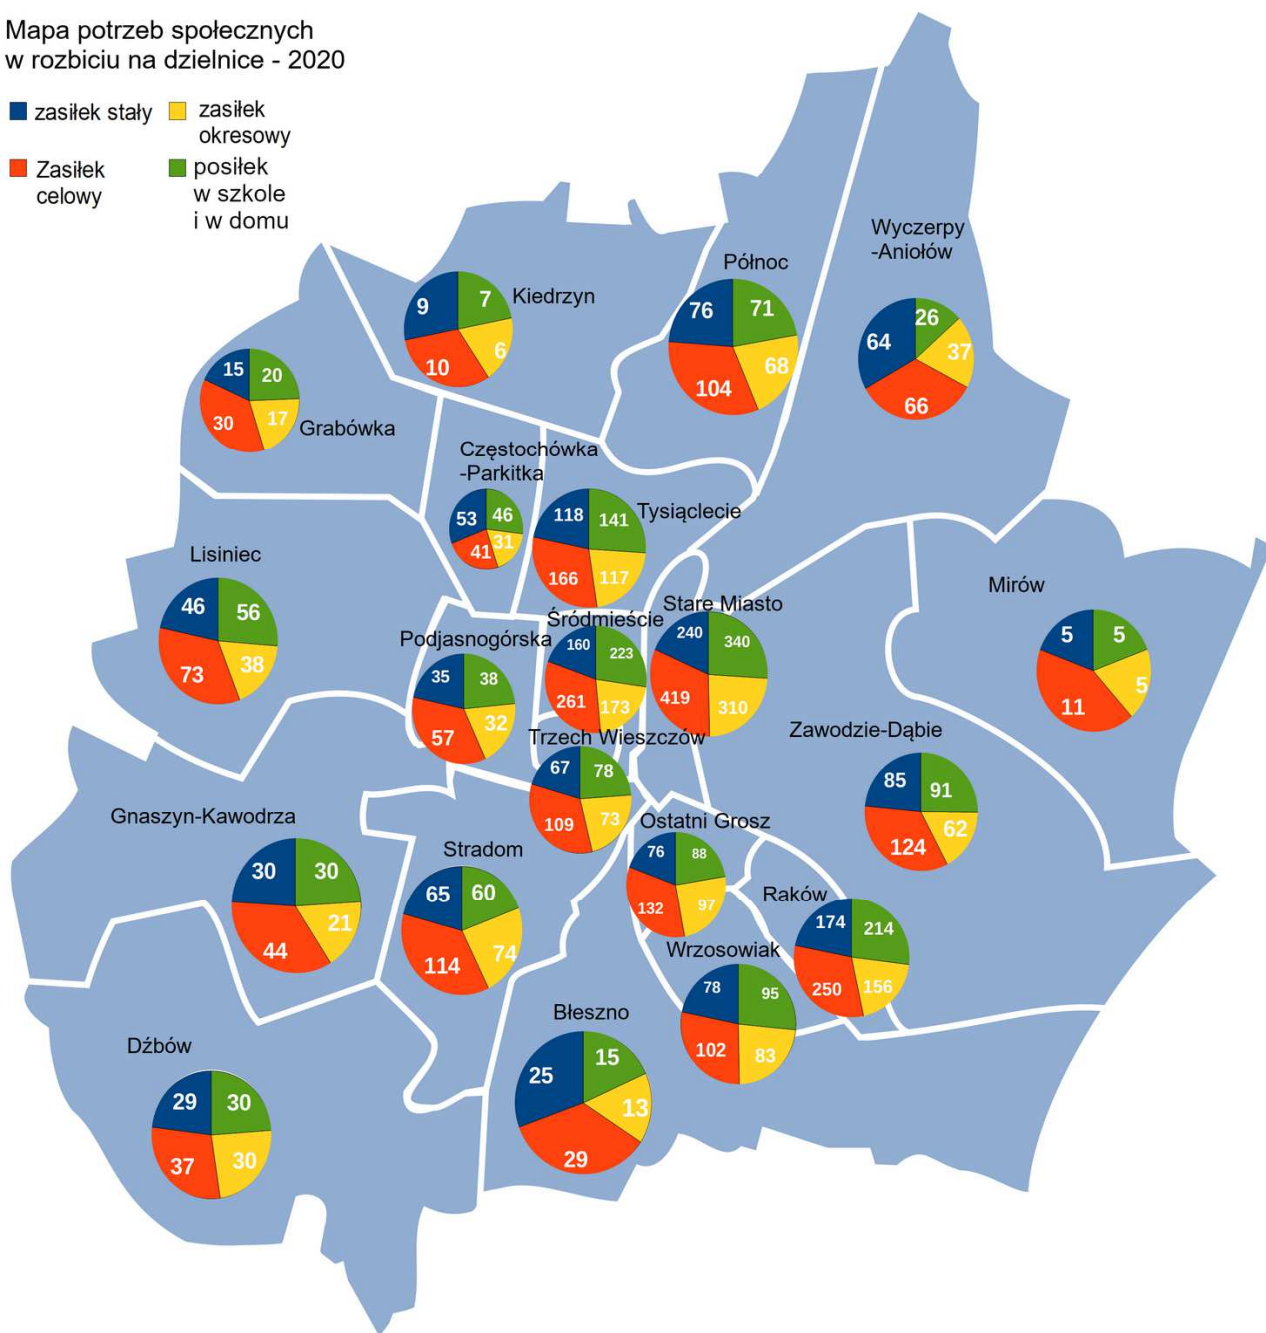 Mapa potrzeb społecznych
w rozbiciu na dzielnice - 2020
zasiłek stały
zasiłek
okresowy
Zasiłek
celowy
posiłek
w szkole
i w domu
Wyczerpy
-Aniołów
64
26
37
66
Północ
76
71
68
104
Kiedrzyn
9
7
6
10
Grabówka
15
20
17
30
Częstochówka
-Parkitka
53
46
31
41
Tysiąclecie
118
141
117
166
Lisiniec
46
56
38
73
Mirów
5
5
5
11
Podjasnogórska
35
38
32
57
Śródmieście
160
223
173
261
Stare Miasto
240
340
310
419
Trzech Wieszczów
67
78
73
109
Zawodzie-Dąbie
85
91
62
124
Gnaszyn-Kawodrza
30
30
21
44
Stradom
65
60
74
114
Ostatni Grosz
76
88
97
132
Raków
174
214
156
250
Wrzosowiak
78
95
83
102
Błeszno
25
15
13
29
Dźbów
29
30
30
37